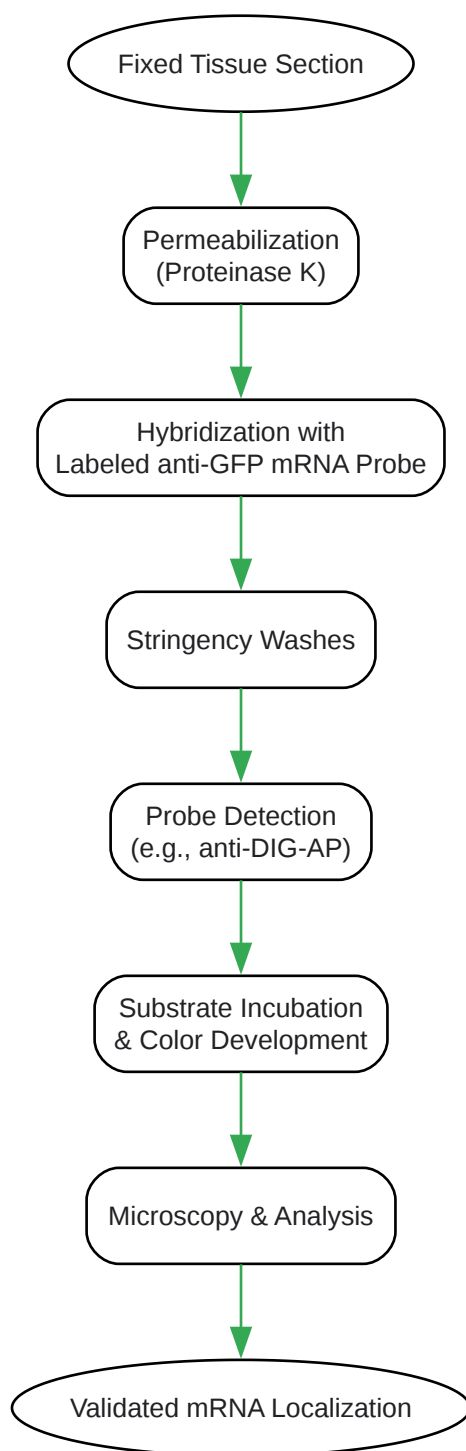 Fixed Tissue Section
Permeabilization
(Proteinase K)
Hybridization with
Labeled anti-GFP mRNA Probe
Stringency Washes
Probe Detection
(e.g., anti-DIG-AP)
Substrate Incubation
& Color Development
Microscopy & Analysis
Validated mRNA Localization